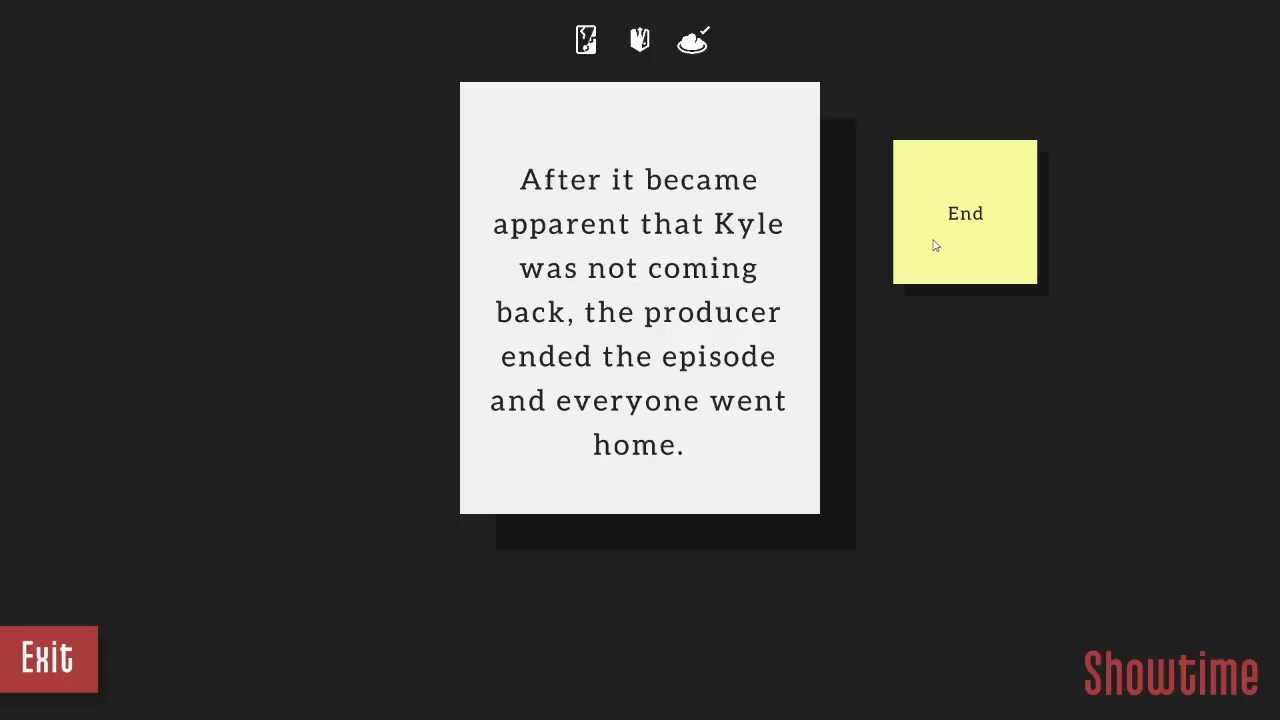 After it became
apparent that Kyle
was not coming
back, the producer
ended the episode
and everyone went
home.
End
Exit
Showtime